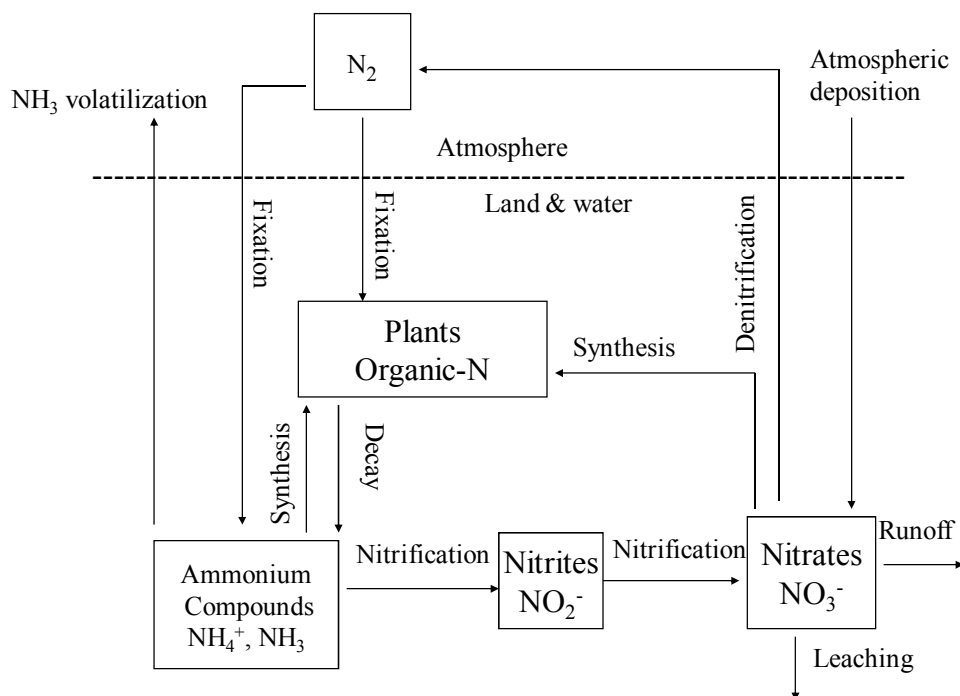 N₂
Atmospheric
deposition
NH₃ volatilization
Atmosphere
Land & water
Fixation
Fixation
Denitrification
Plants
Organic-N
Synthesis
Synthesis
Decay
Nitrification
Nitrification
Runoff
Ammonium
Compounds
NH₄⁺, NH₃
Nitrites
NO₂⁻
Nitrates
NO₃⁻
Leaching